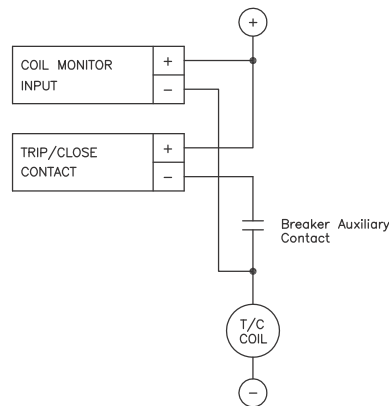 +
COIL MONITOR
INPUT
+
−
TRIP/CLOSE
CONTACT
+
−
Breaker Auxiliary
Contact
T/C
COIL
−